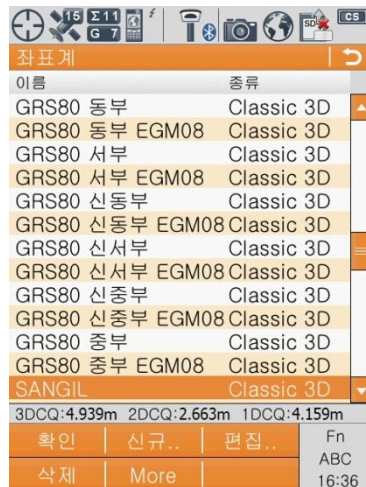 15 Σ 11 G 7 SD CS
좌표계
이름 종류
GRS80 동부 Classic 3D
GRS80 동부 EGM08 Classic 3D
GRS80 서부 Classic 3D
GRS80 서부 EGM08 Classic 3D
GRS80 신동부 Classic 3D
GRS80 신동부 EGM08 Classic 3D
GRS80 신서부 Classic 3D
GRS80 신서부 EGM08 Classic 3D
GRS80 신중부 Classic 3D
GRS80 신중부 EGM08 Classic 3D
GRS80 중부 Classic 3D
GRS80 중부 EGM08 Classic 3D
SANGIL Classic 3D
3DCQ:4.939m 2DCQ:2.663m 1DCQ:4.159m
확인 신규.. 편집.. Fn
삭제 More ABC
16:36